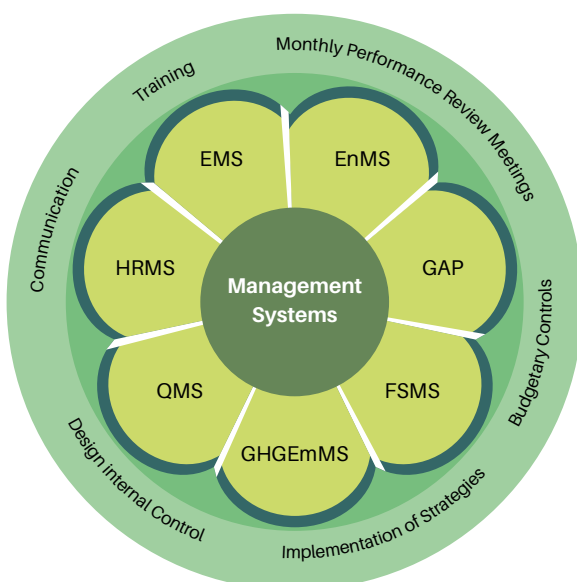 Monthly Performance Review Meetings
Training
EMS
EnMS
Communication
HRMS
GAP
Management
Systems
Budgetary Controls
QMS
FSMS
GHGEmMS
Design internal Control
Implementation of Strategies